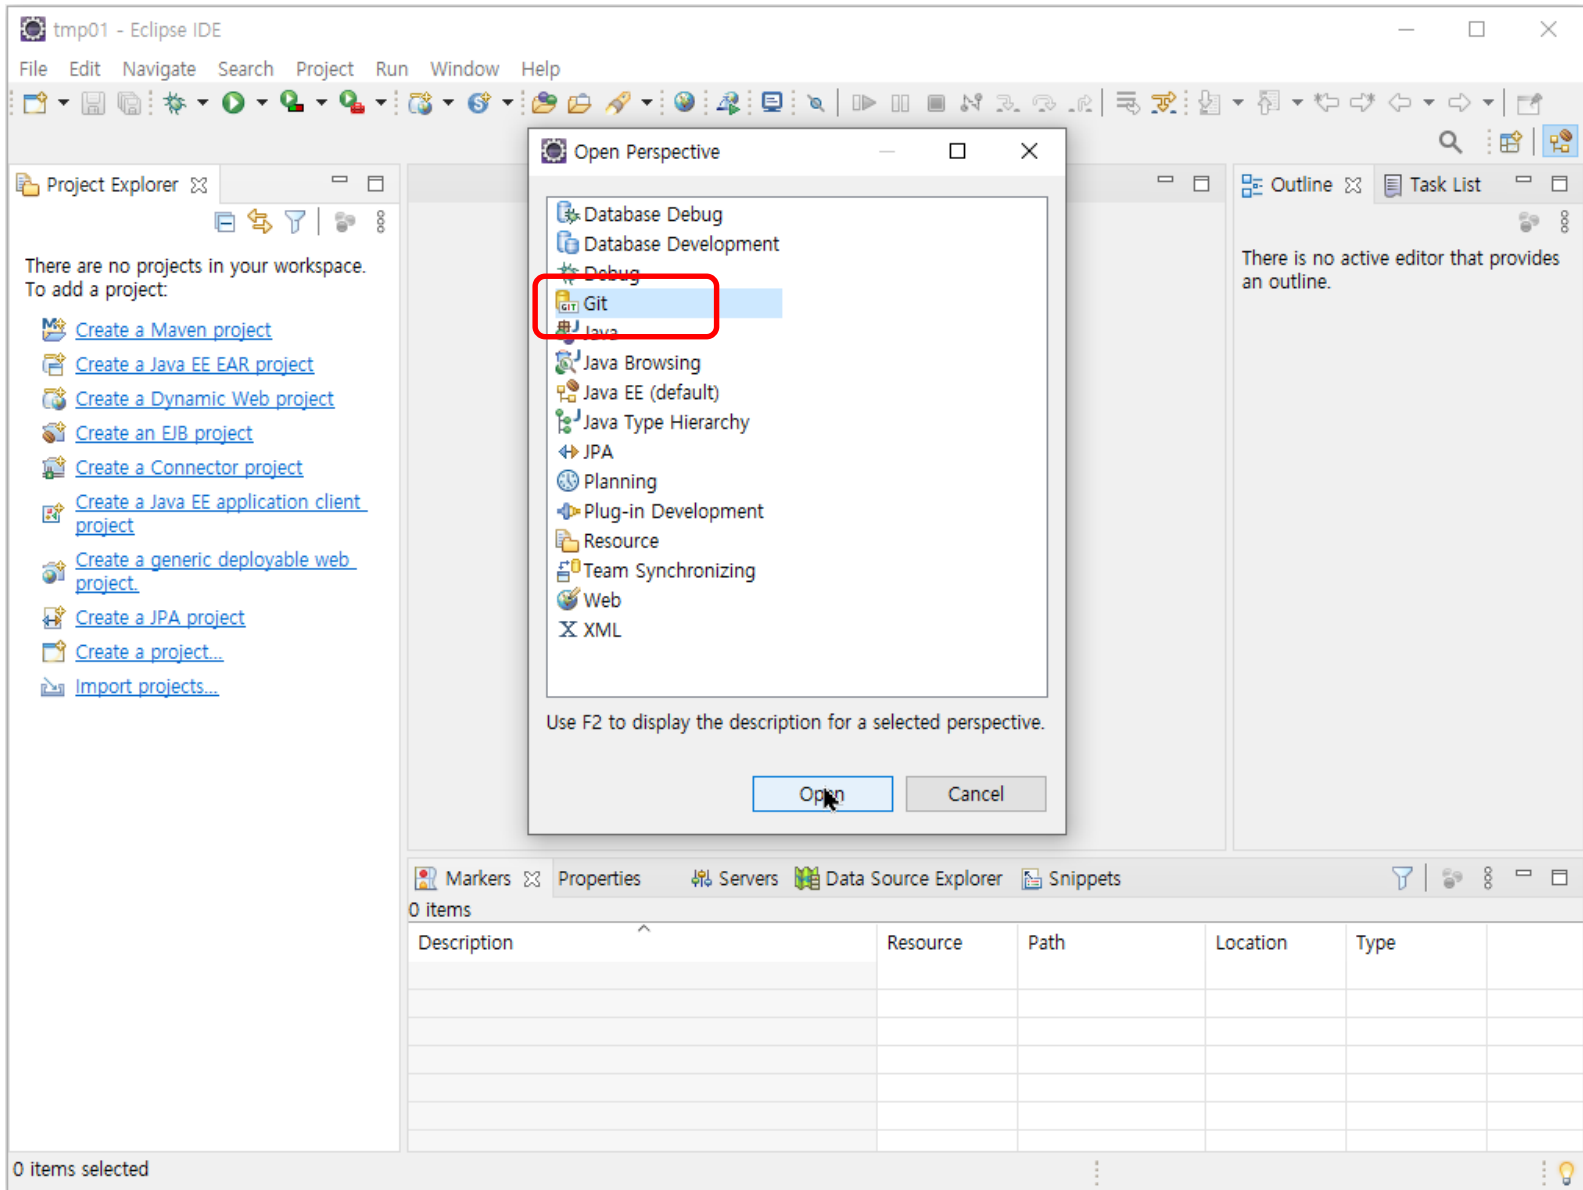 tmp01 - Eclipse IDE
File Edit Navigate Search Project Run Window Help
Open Perspective
Project Explorer
There are no projects in your workspace.
To add a project:
Create a Maven project
Create a Java EE EAR project
Create a Dynamic Web project
Create an EJB project
Create a Connector project
Create a Java EE application client
project
Create a generic deployable web
project.
Create a JPA project
Create a project...
Import projects...
Database Debug
Database Development
Debug
GIT Git
Java
Java Browsing
Java EE (default)
Java Type Hierarchy
JPA
Planning
Plug-in Development
Resource
Team Synchronizing
Web
XML
Use F2 to display the description for a selected perspective.
Open Cancel
Outline Task List
There is no active editor that provides
an outline.
Markers Properties Servers Data Source Explorer Snippets
0 items
Description Resource Path Location Type
0 items selected